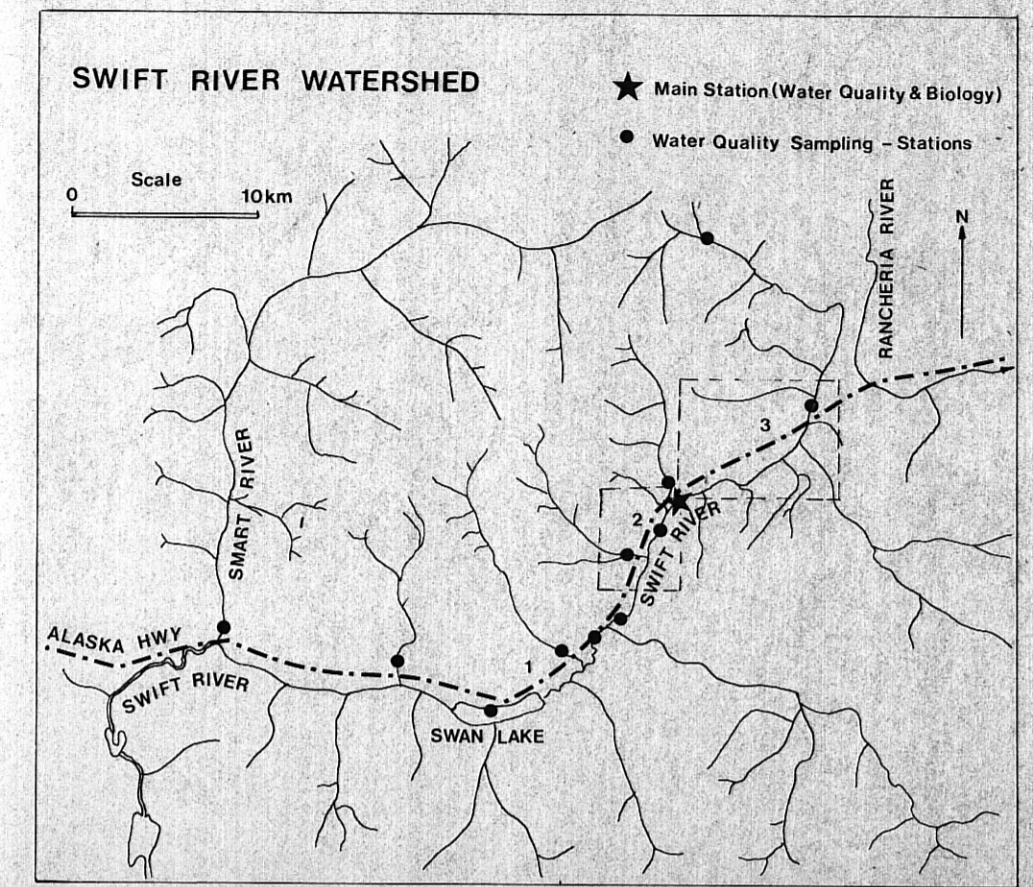 SWIFT RIVER WATERSHED
Main Station (Water Quality & Biology)
Water Quality Sampling - Stations
Scale
0 10km
RANCHERIA RIVER
N
3
2
SWIFT RIVER
SMART RIVER
ALASKA HWY
1
SWIFT RIVER
SWAN LAKE